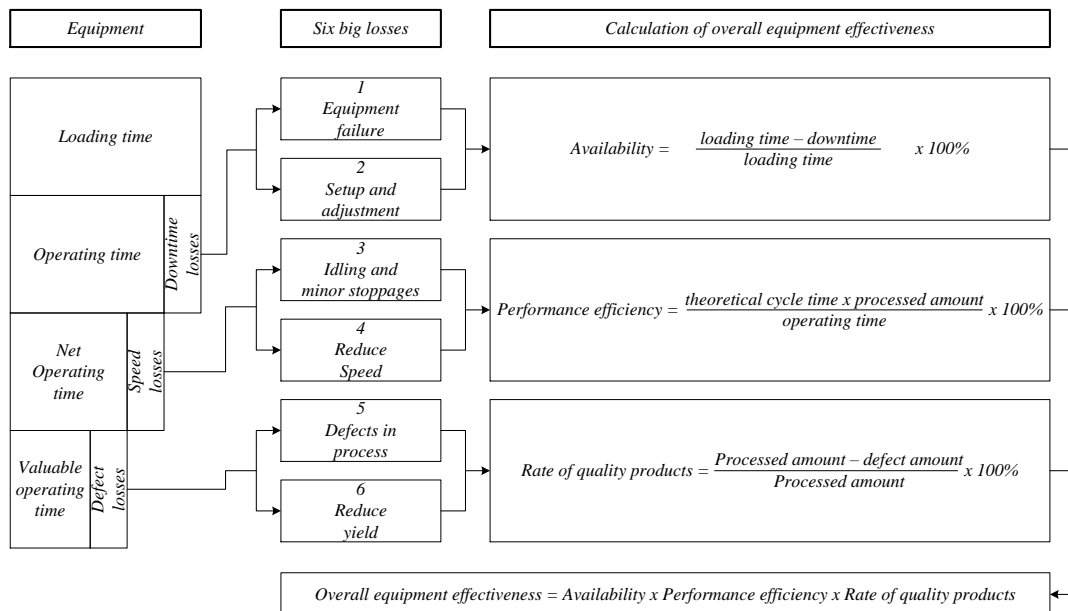 Equipment
Six big losses
Calculation of overall equipment effectiveness
Loading time
Operating time
Downtime
losses
Net
Operating
time
Speed
losses
Valuable
operating
time
Defect
losses
1
Equipment
failure
2
Setup and
adjustment
3
Idling and
minor stoppages
4
Reduce
Speed
5
Defects in
process
6
Reduce
yield
Availability = loading time – downtime x 100%
loading time
Performance efficiency = theoretical cycle time x processed amount x 100%
operating time
Rate of quality products = Processed amount – defect amount x 100%
Processed amount
Overall equipment effectiveness = Availability x Performance efficiency x Rate of quality products